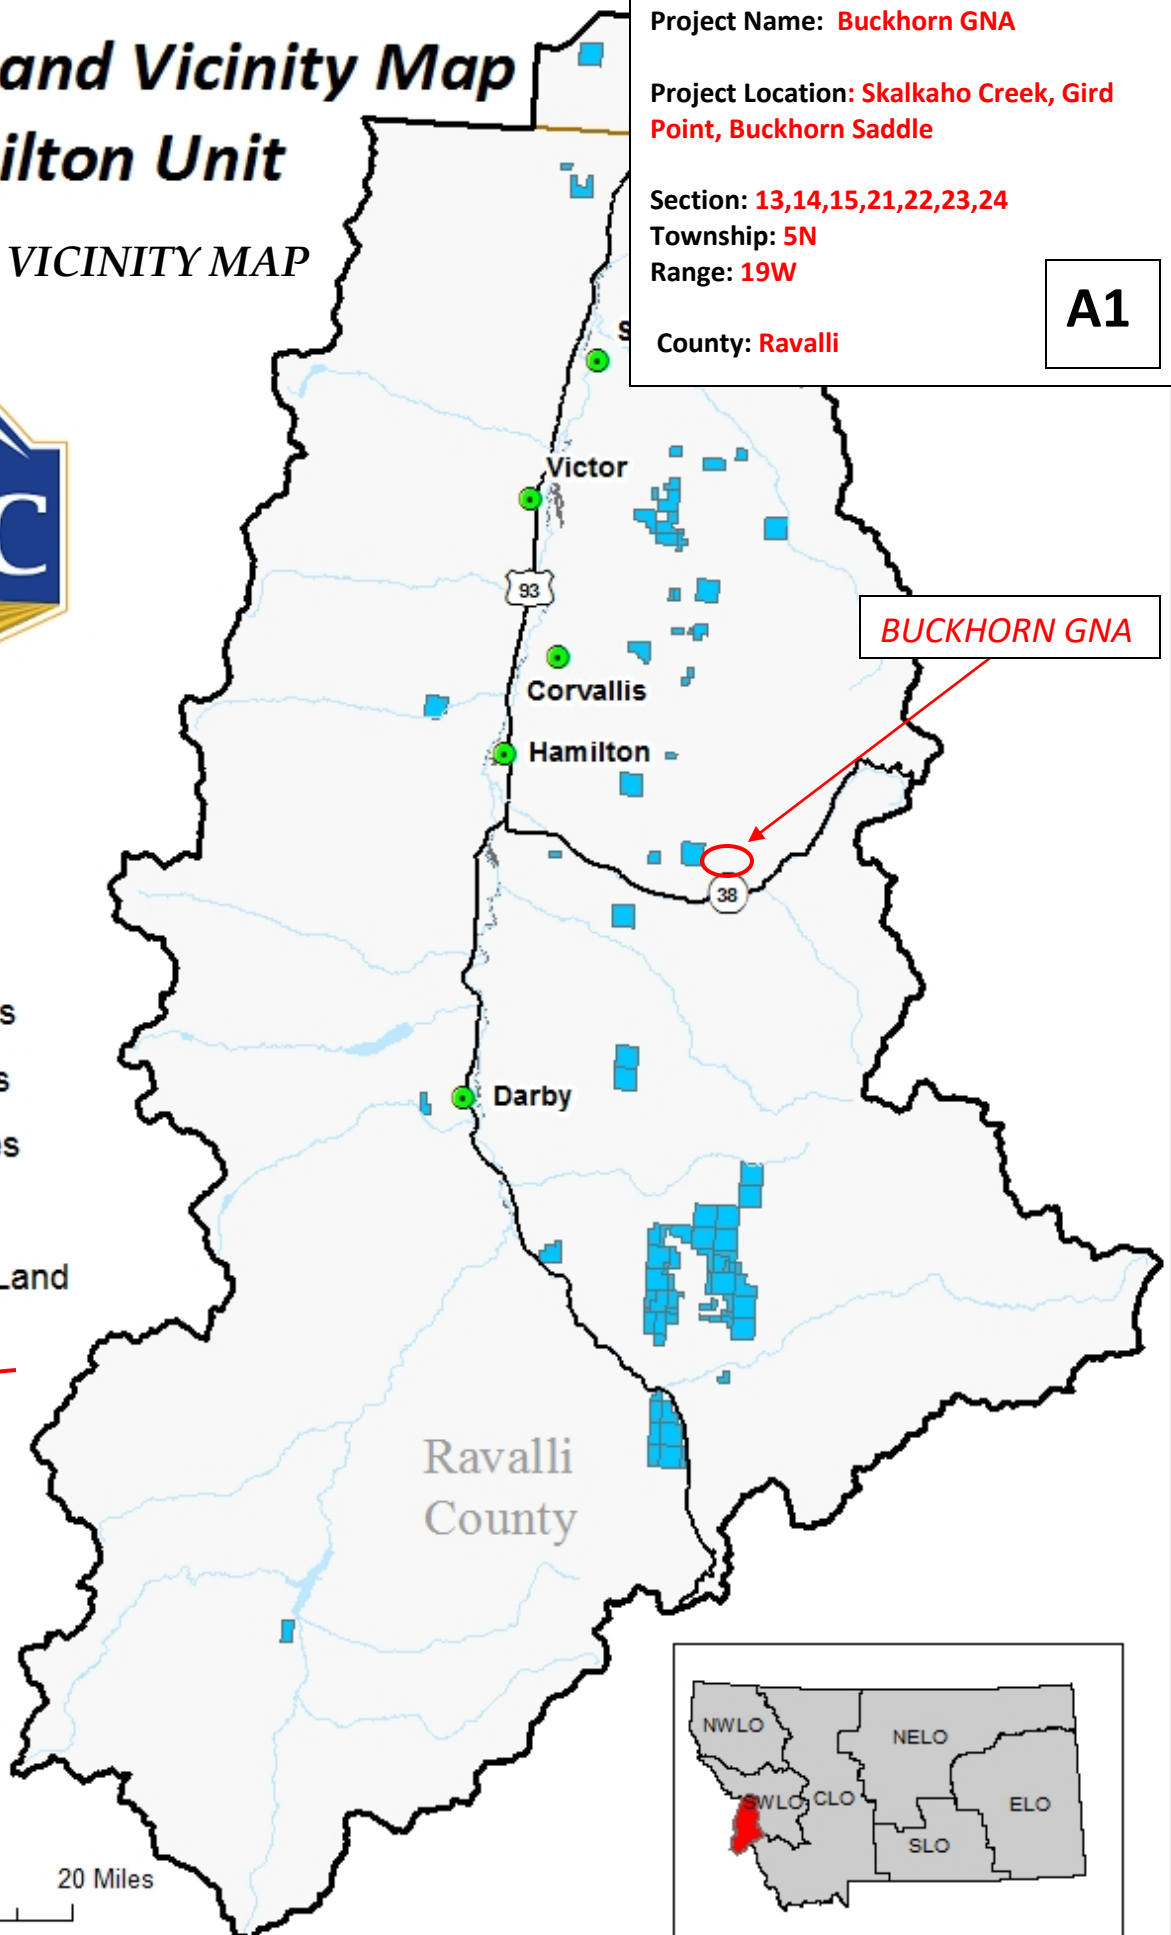 and Vicinity Map
ilton Unit
VICINITY MAP
Project Name: Buckhorn GNA
Project Location: Skalkaho Creek, Gird
Point, Buckhorn Saddle
Section: 13,14,15,21,22,23,24
Township: 5N
Range: 19W
County: Ravalli
A1
S
C
Victor
93
BUCKHORN GNA
Corvallis
Hamilton
38
s
s
Darby
es
Land
Ravalli
County
NWLO
NELO
SWLO
CLO
ELO
SLO
20 Miles